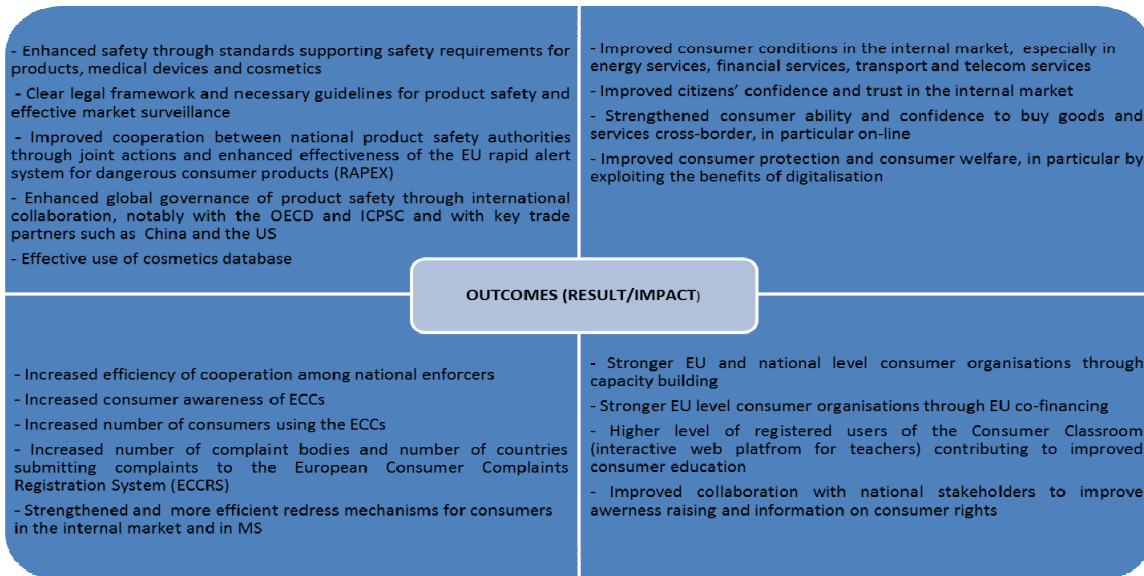 - Enhanced safety through standards supporting safety requirements for
products, medical devices and cosmetics
- Clear legal framework and necessary guidelines for product safety and
effective market surveillance
- Improved cooperation between national product safety authorities
through joint actions and enhanced effectiveness of the EU rapid alert
system for dangerous consumer products (RAPEX)
- Enhanced global governance of product safety through international
collaboration, notably with the OECD and ICPSC and with key trade
partners such as China and the US
- Effective use of cosmetics database
- Improved consumer conditions in the internal market, especially in
energy services, financial services, transport and telecom services
- Improved citizens' confidence and trust in the internal market
- Strengthened consumer ability and confidence to buy goods and
services cross-border, in particular on-line
- Improved consumer protection and consumer welfare, in particular by
exploiting the benefits of digitalisation
OUTCOMES (RESULT/IMPACT)
- Increased efficiency of cooperation among national enforcers
- Increased consumer awareness of ECCs
- Increased number of consumers using the ECCs
- Increased number of complaint bodies and number of countries
submitting complaints to the European Consumer Complaints
Registration System (ECCRS)
- Strengthened and more efficient redress mechanisms for consumers
in the internal market and in MS
- Stronger EU and national level consumer organisations through
capacity building
- Stronger EU level consumer organisations through EU co-financing
- Higher level of registered users of the Consumer Classroom
(interactive web platfrom for teachers) contributing to improved
consumer education
- Improved collaboration with national stakeholders to improve
awerness raising and information on consumer rights